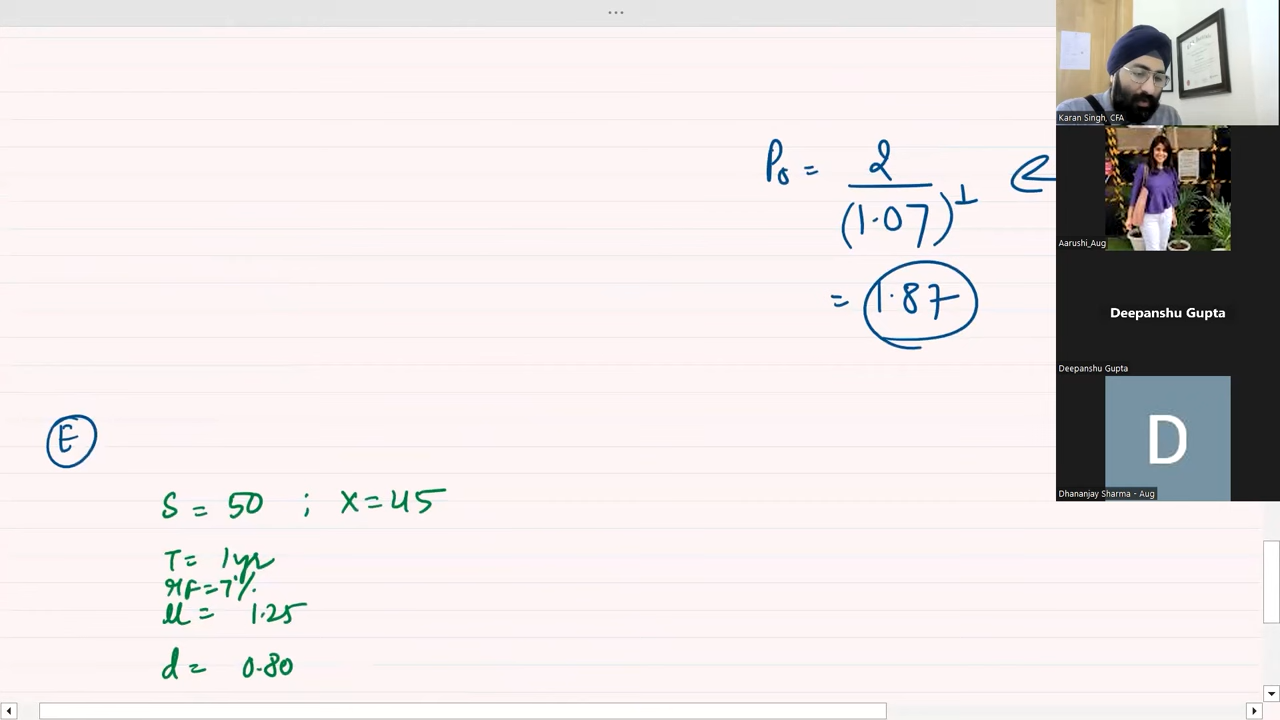 ...
P₀ = 2
(1.07)¹
= 1.87
E
S = 50 ; X = 45
T = 1yr
rF = 7%
u = 1.25
d = 0.80
Karan Singh, CFA
Aarushi_Aug
Deepanshu Gupta
Deepanshu Gupta
D
Dhananjay Sharma - Aug